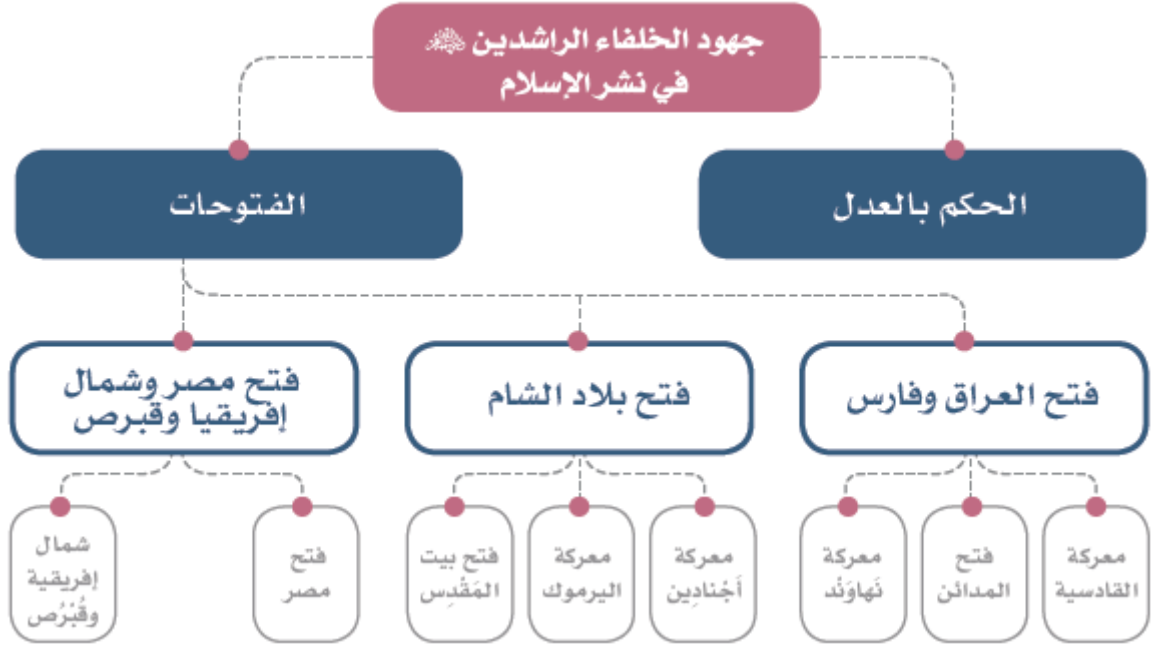 جهود الخلفاء الراشدين ﷺ
في نشر الإسلام
الحكم بالعدل
الفتوحات
فتح العراق وفارس
فتح بلاد الشام
فتح مصر وشمال
إفريقيا وقبرص
معركة
القادسية
فتح
المدائن
معركة
نَهاوَنْد
معركة
أَجْنادِين
معركة
اليرموك
فتح بيت
المَقْدِس
فتح
مصر
شمال
إفريقية
وقُبْرُص